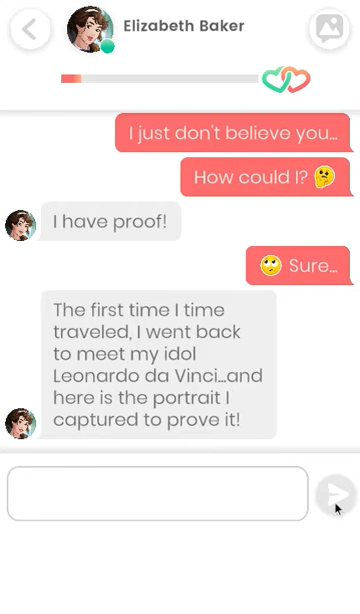 Elizabeth Baker
I just don't believe you...
How could I? 🤔
I have proof!
🙄 Sure...
The first time I time
traveled, I went back
to meet my idol
Leonardo da Vinci...and
here is the portrait I
captured to prove it!